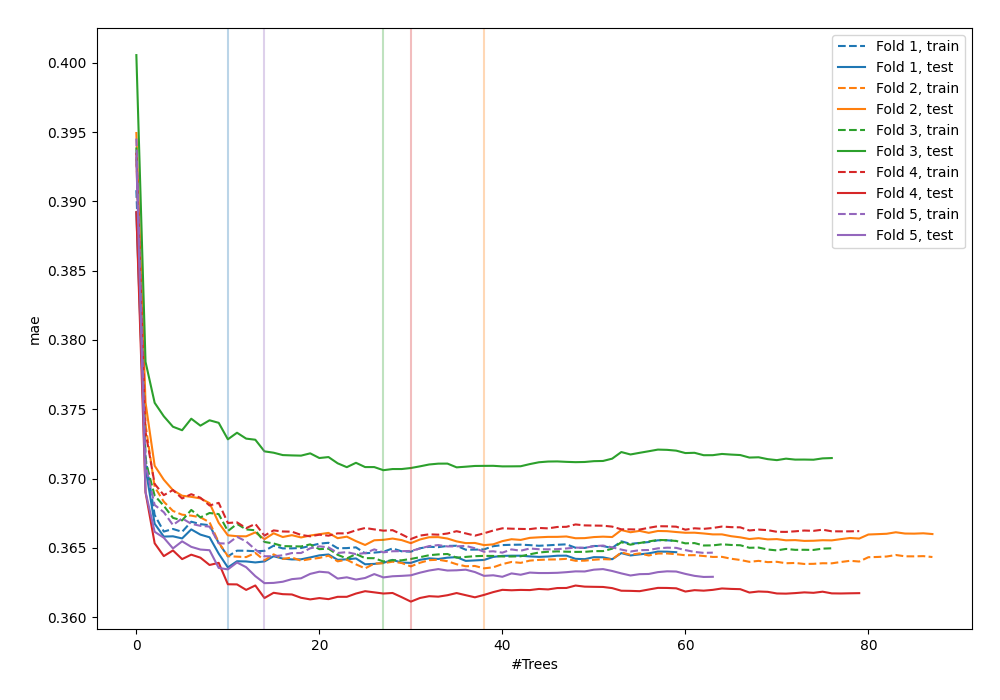 0.400
0.395
0.390
0.385
0.380
0.375
0.370
0.365
0.360
mae
0
20
40
60
80
#Trees
Fold 1, train
Fold 1, test
Fold 2, train
Fold 2, test
Fold 3, train
Fold 3, test
Fold 4, train
Fold 4, test
Fold 5, train
Fold 5, test